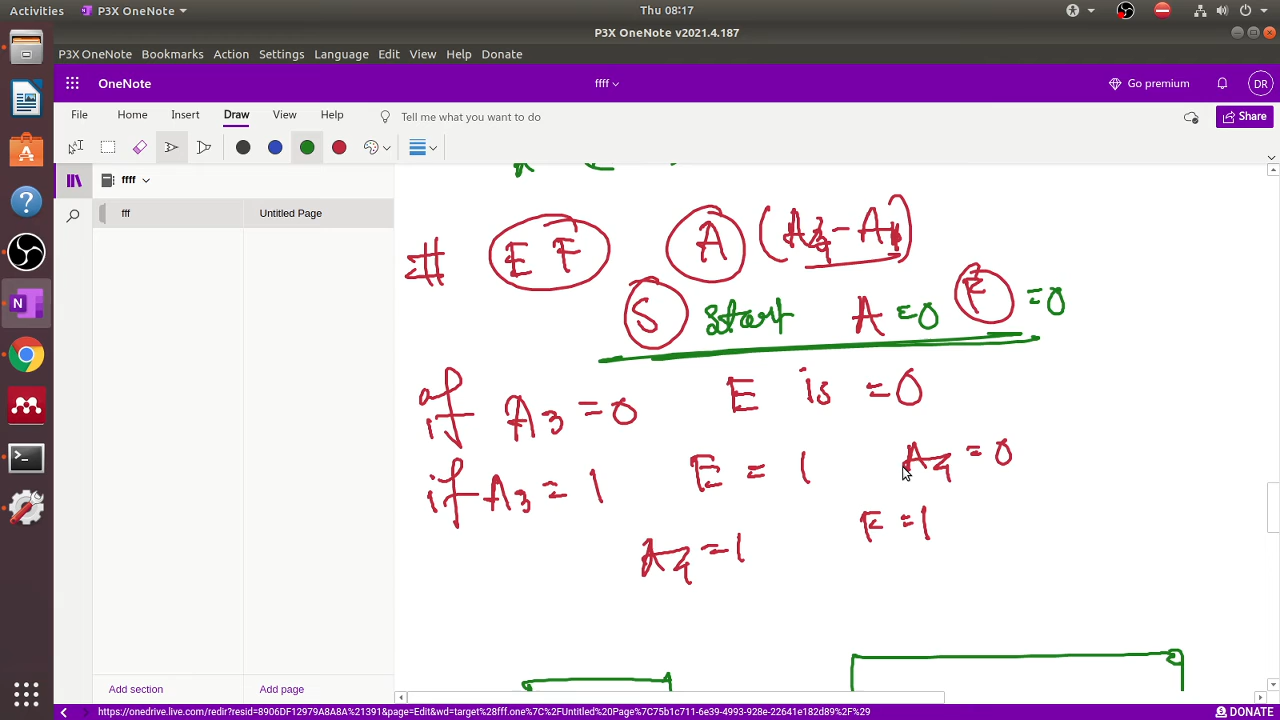 Activities P3X OneNote Thu 08:17
P3X OneNote v2021.4.187
P3X OneNote Bookmarks Action Settings Language Edit View Help Donate
OneNote ffff Go premium DR
File Home Insert Draw View Help Tell me what you want to do Share
ffff
fff Untitled Page
# E F A (A4 - A1)
S start A =0 F =0
if A3 =0 E is =0
if A3 = 1 E = 1 A4 = 0
A4 =1 F =1
Add section Add page
https://onedrive.live.com/redir?resid=8906DF12979A8A8A%21391&page=Edit&wd=target%28fff.one%7C%2FUntitled%20Page%7C75b1c711-6e39-4993-928e-22641e182d89%2F%29 DONATE